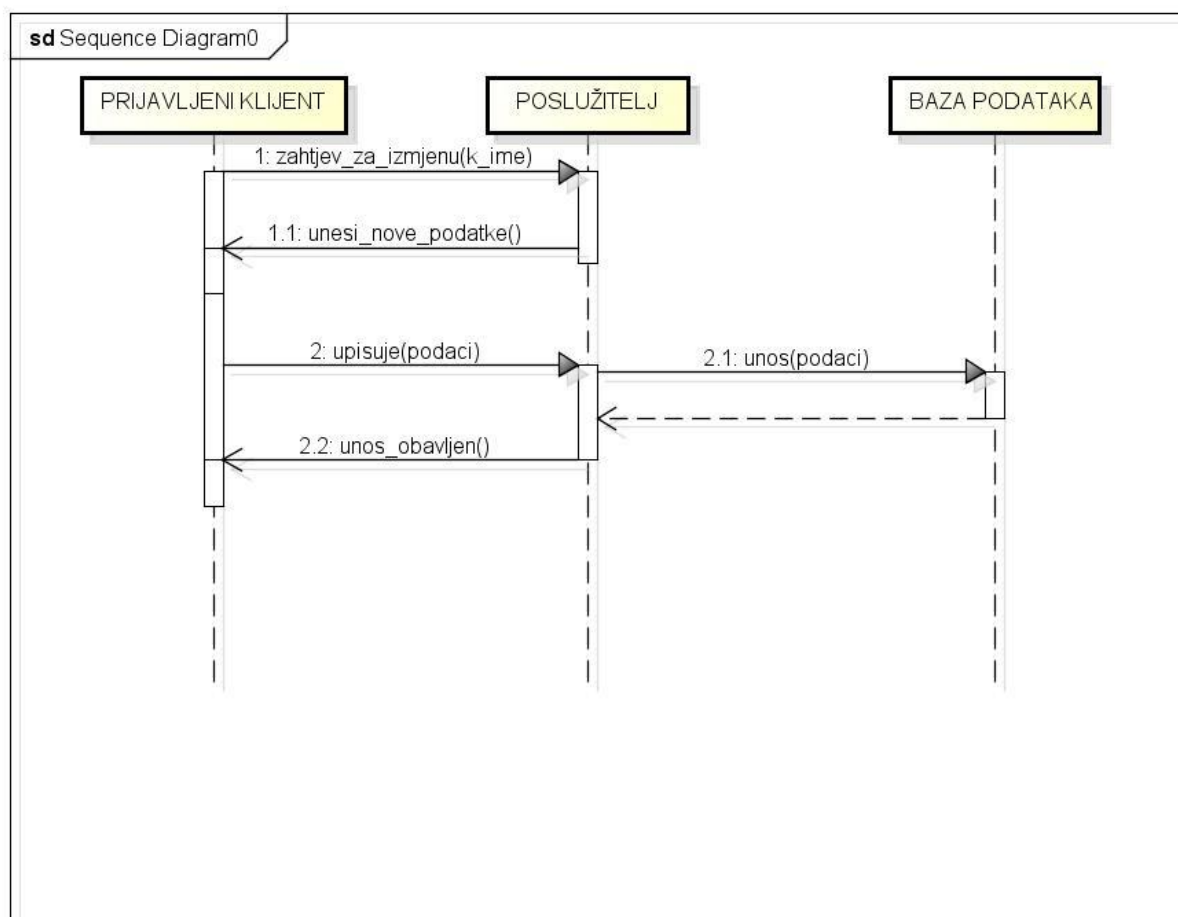 sd Sequence Diagram0
PRIJAVLJENI KLIJENT
POSLUŽITELJ
BAZA PODATAKA
1: zahtjev_za_izmjenu(k_ime)
1.1: unesi_nove_podatke()
2: upisuje(podaci)
2.1: unos(podaci)
2.2: unos_obavljen()